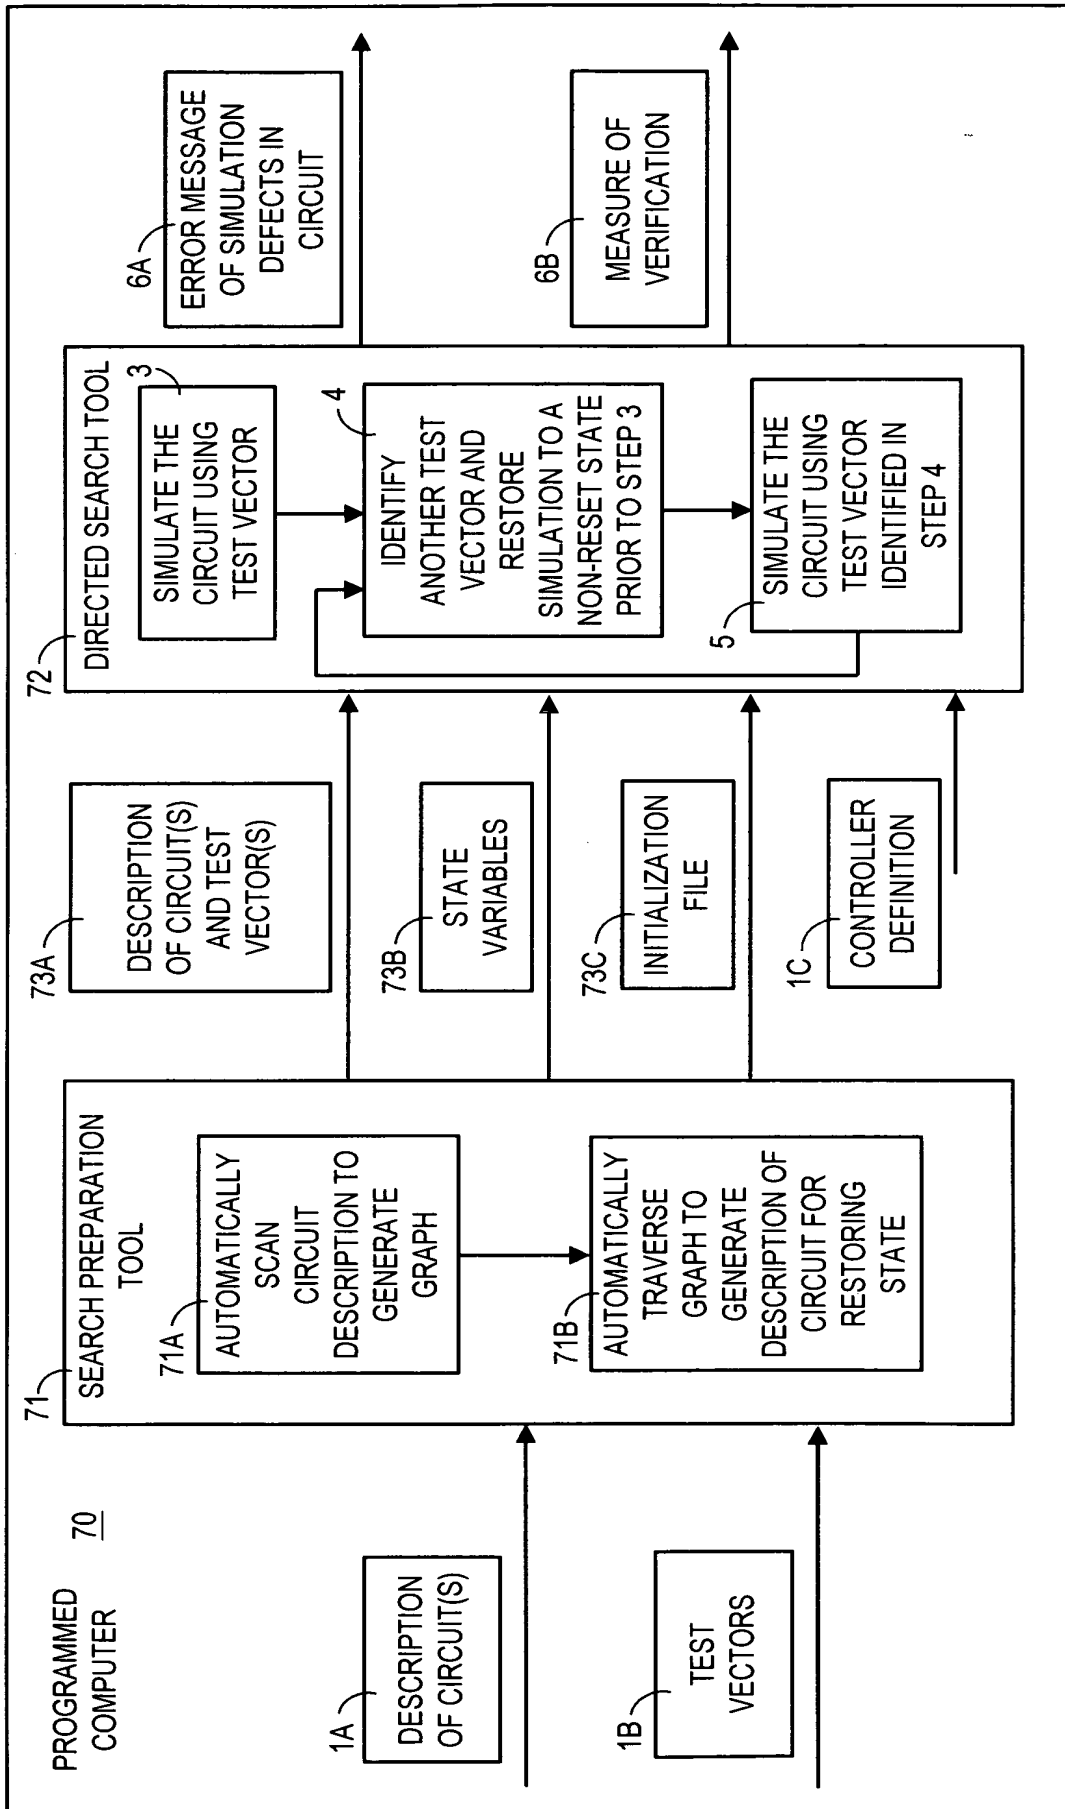 PROGRAMMED
COMPUTER
70
1A
DESCRIPTION
OF CIRCUIT(S)
1B
TEST
VECTORS
71
SEARCH PREPARATION
TOOL
71A
AUTOMATICALLY
SCAN
CIRCUIT
DESCRIPTION TO
GENERATE
GRAPH
71B
AUTOMATICALLY
TRAVERSE
GRAPH TO
GENERATE
DESCRIPTION OF
CIRCUIT FOR
RESTORING
STATE
73A
DESCRIPTION
OF CIRCUIT(S)
AND TEST
VECTOR(S)
73B
STATE
VARIABLES
73C
INITIALIZATION
FILE
1C
CONTROLLER
DEFINITION
72
DIRECTED SEARCH TOOL
3
SIMULATE THE
CIRCUIT USING
TEST VECTOR
4
IDENTIFY
ANOTHER TEST
VECTOR AND
RESTORE
SIMULATION TO A
NON-RESET STATE
PRIOR TO STEP 3
5
SIMULATE THE
CIRCUIT USING
TEST VECTOR
IDENTIFIED IN
STEP 4
6A
ERROR MESSAGE
OF SIMULATION
DEFECTS IN
CIRCUIT
6B
MEASURE OF
VERIFICATION